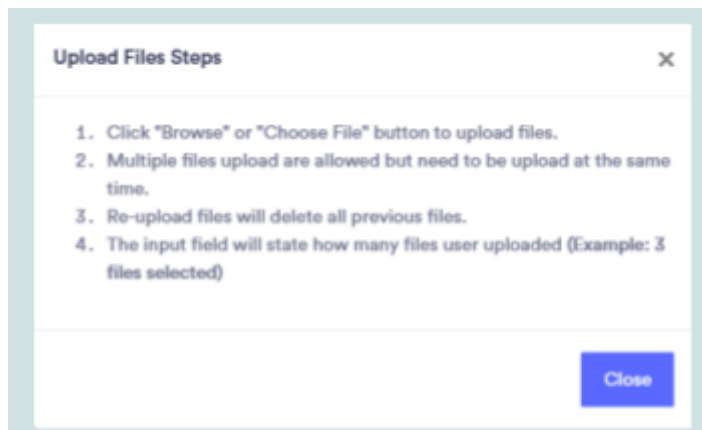 Upload Files Steps ×
1. Click "Browse" or "Choose File" button to upload files.
2. Multiple files upload are allowed but need to be upload at the same
time.
3. Re-upload files will delete all previous files.
4. The input field will state how many files user uploaded (Example: 3
files selected)
Close